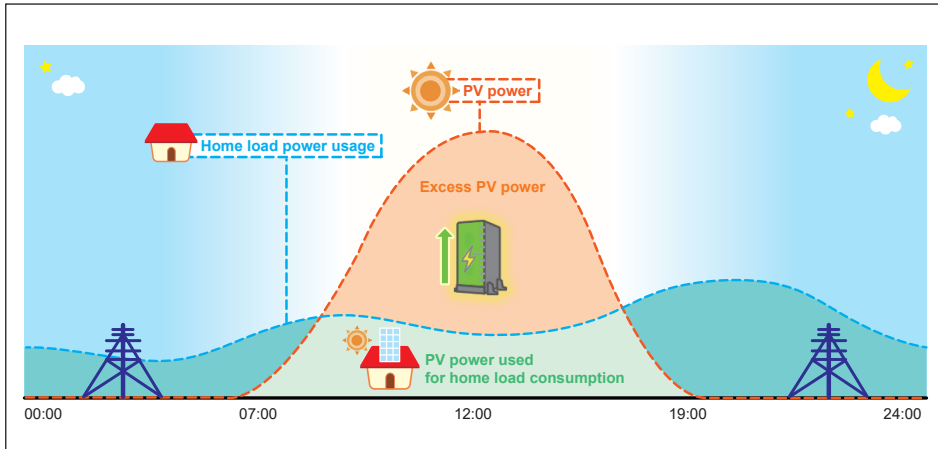 PV power
Home load power usage
Excess PV power
PV power used
for home load consumption
00:00
07:00
12:00
19:00
24:00